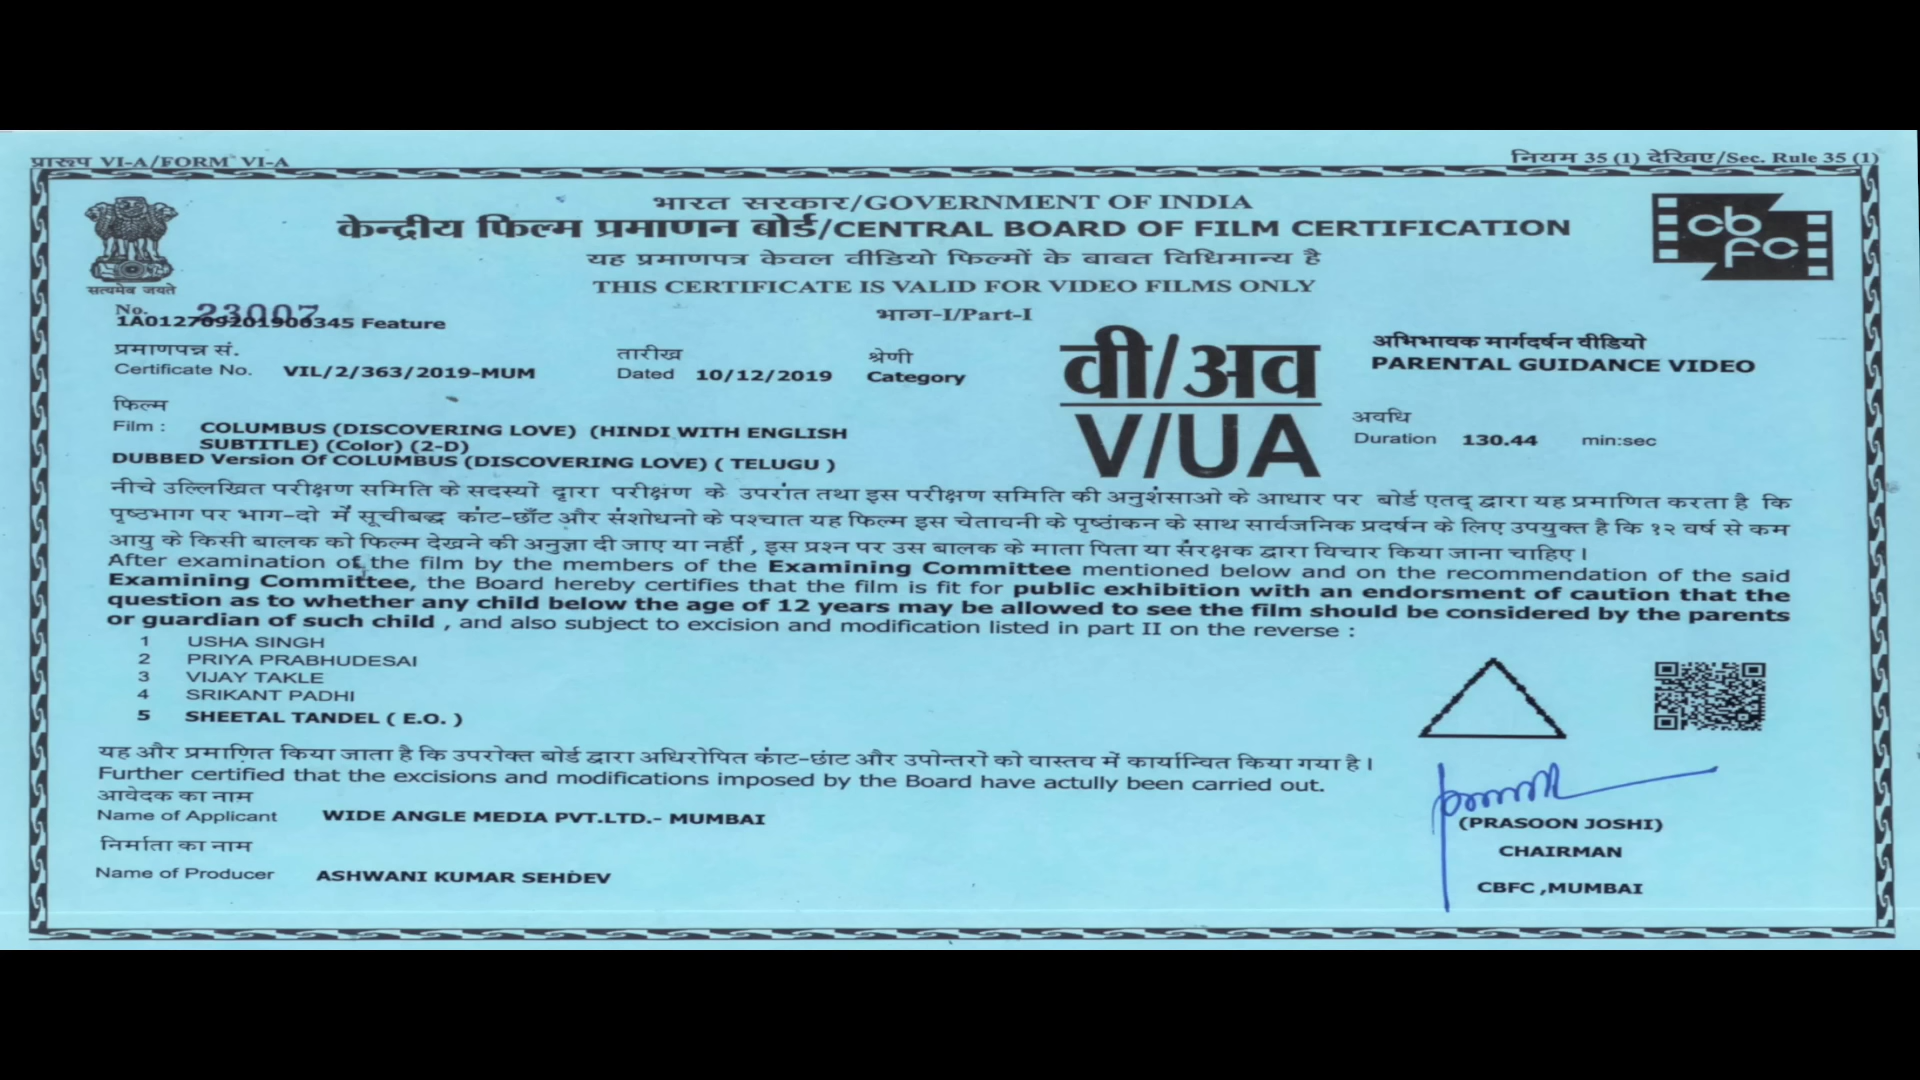 प्रारूप VI-A/FORM VI-A
नियम 35 (1) देखिए/Sec. Rule 35 (1)
भारत सरकार/GOVERNMENT OF INDIA
केन्द्रीय फिल्म प्रमाणन बोर्ड/CENTRAL BOARD OF FILM CERTIFICATION
cb
fc
यह प्रमाणपत्र केवल वीडियो फिल्मों के बाबत विधिमान्य है
THIS CERTIFICATE IS VALID FOR VIDEO FILMS ONLY
सत्यमेव जयते
No. 23007
1A012709201900345 Feature
भाग-I/Part-I
प्रमाणपत्र सं.
Certificate No. VIL/2/363/2019-MUM
तारीख
Dated 10/12/2019
श्रेणी
Category
वी/अव
V/UA
अभिभावक मार्गदर्षन वीडियो
PARENTAL GUIDANCE VIDEO
अवधि
Duration 130.44 min:sec
फिल्म
Film : COLUMBUS (DISCOVERING LOVE) (HINDI WITH ENGLISH
SUBTITLE) (Color) (2-D)
DUBBED Version Of COLUMBUS (DISCOVERING LOVE) ( TELUGU )
नीचे उल्लिखित परीक्षण समिति के सदस्यों द्वारा परीक्षण के उपरांत तथा इस परीक्षण समिति की अनुशंसाओ के आधार पर बोर्ड एतद् द्वारा यह प्रमाणित करता है कि
पृष्ठभाग पर भाग-दो में सूचीबद्ध कांट-छाँट और संशोधनो के पश्चात यह फिल्म इस चेतावनी के पृष्ठांकन के साथ सार्वजनिक प्रदर्षन के लिए उपयुक्त है कि १२ वर्ष से कम
आयु के किसी बालक को फिल्म देखने की अनुज्ञा दी जाए या नहीं , इस प्रश्न पर उस बालक के माता पिता या संरक्षक द्वारा विचार किया जाना चाहिए ।
After examination of the film by the members of the Examining Committee mentioned below and on the recommendation of the said
Examining Committee, the Board hereby certifies that the film is fit for public exhibition with an endorsment of caution that the
question as to whether any child below the age of 12 years may be allowed to see the film should be considered by the parents
or guardian of such child , and also subject to excision and modification listed in part II on the reverse :
1 USHA SINGH
2 PRIYA PRABHUDESAI
3 VIJAY TAKLE
4 SRIKANT PADHI
5 SHEETAL TANDEL ( E.O. )
यह और प्रमाणित किया जाता है कि उपरोक्त बोर्ड द्वारा अधिरोपित कांट-छांट और उपोन्तरों को वास्तव में कार्यान्वित किया गया है ।
Further certified that the excisions and modifications imposed by the Board have actully been carried out.
आवेदक का नाम
Name of Applicant WIDE ANGLE MEDIA PVT.LTD.- MUMBAI
निर्माता का नाम
Name of Producer ASHWANI KUMAR SEHDEV
(PRASOON JOSHI)
CHAIRMAN
CBFC ,MUMBAI